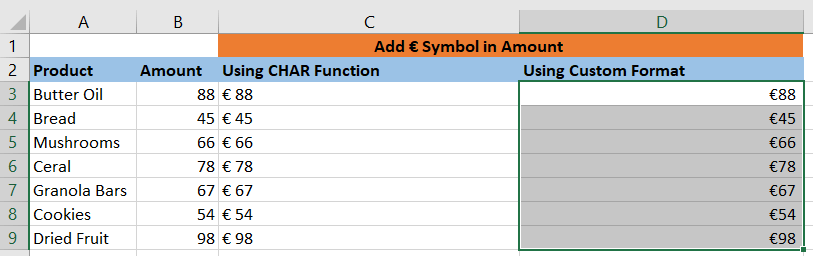 A B C D
1 Add € Symbol in Amount
2 Product Amount Using CHAR Function Using Custom Format
3 Butter Oil 88 € 88 €88
4 Bread 45 € 45 €45
5 Mushrooms 66 € 66 €66
6 Ceral 78 € 78 €78
7 Granola Bars 67 € 67 €67
8 Cookies 54 € 54 €54
9 Dried Fruit 98 € 98 €98